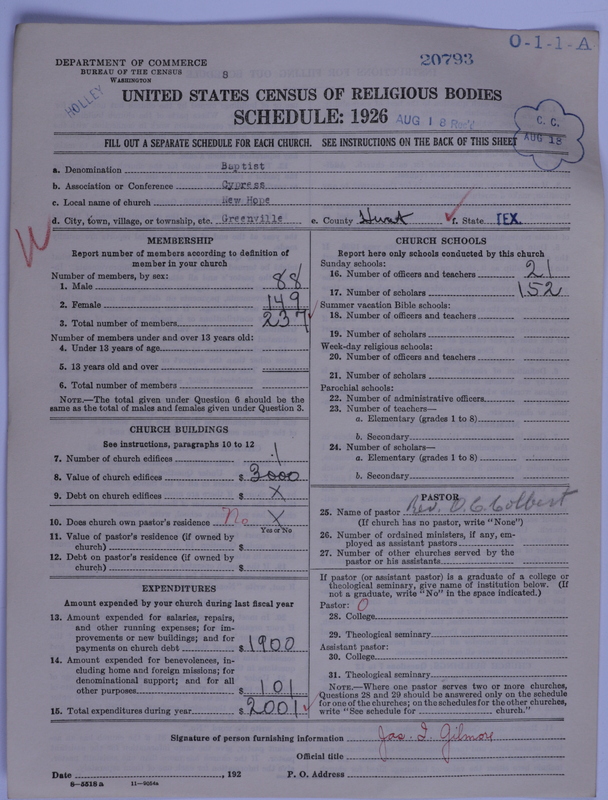 O-1-1-A
20793
DEPARTMENT OF COMMERCE
BUREAU OF THE CENSUS 8
WASHINGTON
HOLLEY
UNITED STATES CENSUS OF RELIGIOUS BODIES
SCHEDULE: 1926 AUG 18 Rec'd
C. C.
AUG 18
FILL OUT A SEPARATE SCHEDULE FOR EACH CHURCH. SEE INSTRUCTIONS ON THE BACK OF THIS SHEET
a. Denomination Baptist
b. Association or Conference Cypress
c. Local name of church New Hope
d. City, town, village, or township, etc. Greenville e. County Hunt f. State TEX.
MEMBERSHIP
Report number of members according to definition of
member in your church
Number of members, by sex:
1. Male 88
2. Female 149
3. Total number of members 237
Number of members under and over 13 years old:
4. Under 13 years of age
5. 13 years old and over
6. Total number of members
NOTE.—The total given under Question 6 should be
same as the total of males and females given under Question 3.
CHURCH BUILDINGS
See instructions, paragraphs 10 to 12
7. Number of church edifices 1
8. Value of church edifices $ 3000
9. Debt on church edifices $ X
10. Does church own pastor's residence No X
Yes or No
11. Value of pastor's residence (if owned by
church) $
12. Debt on pastor's residence (if owned by
church) $
EXPENDITURES
Amount expended by your church during last fiscal year
13. Amount expended for salaries, repairs,
and other running expenses; for im-
provements or new buildings; and for
payments on church debt $ 1900
14. Amount expended for benevolences, in-
cluding home and foreign missions; for
denominational support; and for all
other purposes $ 101
15. Total expenditures during year $ 2001
CHURCH SCHOOLS
Report here only schools conducted by this church
Sunday schools:
16. Number of officers and teachers 21
17. Number of scholars 152
Summer vacation Bible schools:
18. Number of officers and teachers
19. Number of scholars
Week-day religious schools:
20. Number of officers and teachers
21. Number of scholars
Parochial schools:
22. Number of administrative officers
23. Number of teachers—
a. Elementary (grades 1 to 8)
b. Secondary
24. Number of scholars—
a. Elementary (grades 1 to 8)
b. Secondary
PASTOR
25. Name of pastor Rev. O. C. Colbert
(If church has no pastor, write "None")
26. Number of ordained ministers, if any, em-
ployed as assistant pastors
27. Number of other churches served by the
pastor or his assistants
If pastor (or assistant pastor) is a graduate of a college or
theological seminary, give name of institution below. (If
not a graduate, write "No" in the space indicated.)
Pastor: 0
28. College
29. Theological seminary
Assistant pastor:
30. College
31. Theological seminary
NOTE.—Where one pastor serves two or more churches,
Questions 28 and 29 should be answered only on the schedule
for one of the churches; on the schedules for the other churches,
write "See schedule for church."
Signature of person furnishing information Jas. I. Gilmore
Official title
Date , 192 P. O. Address
8—5518a 11—9054a